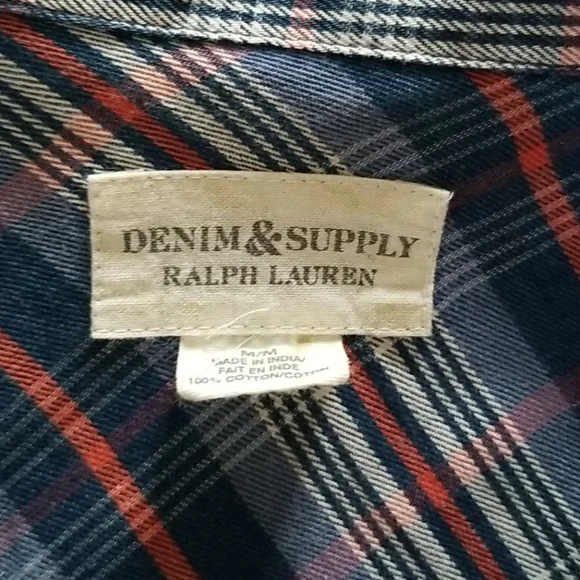 DENIM & SUPPLY
RALPH LAUREN
M/M
MADE IN INDIA/
FAIT EN INDE
100% COTTON/COTON